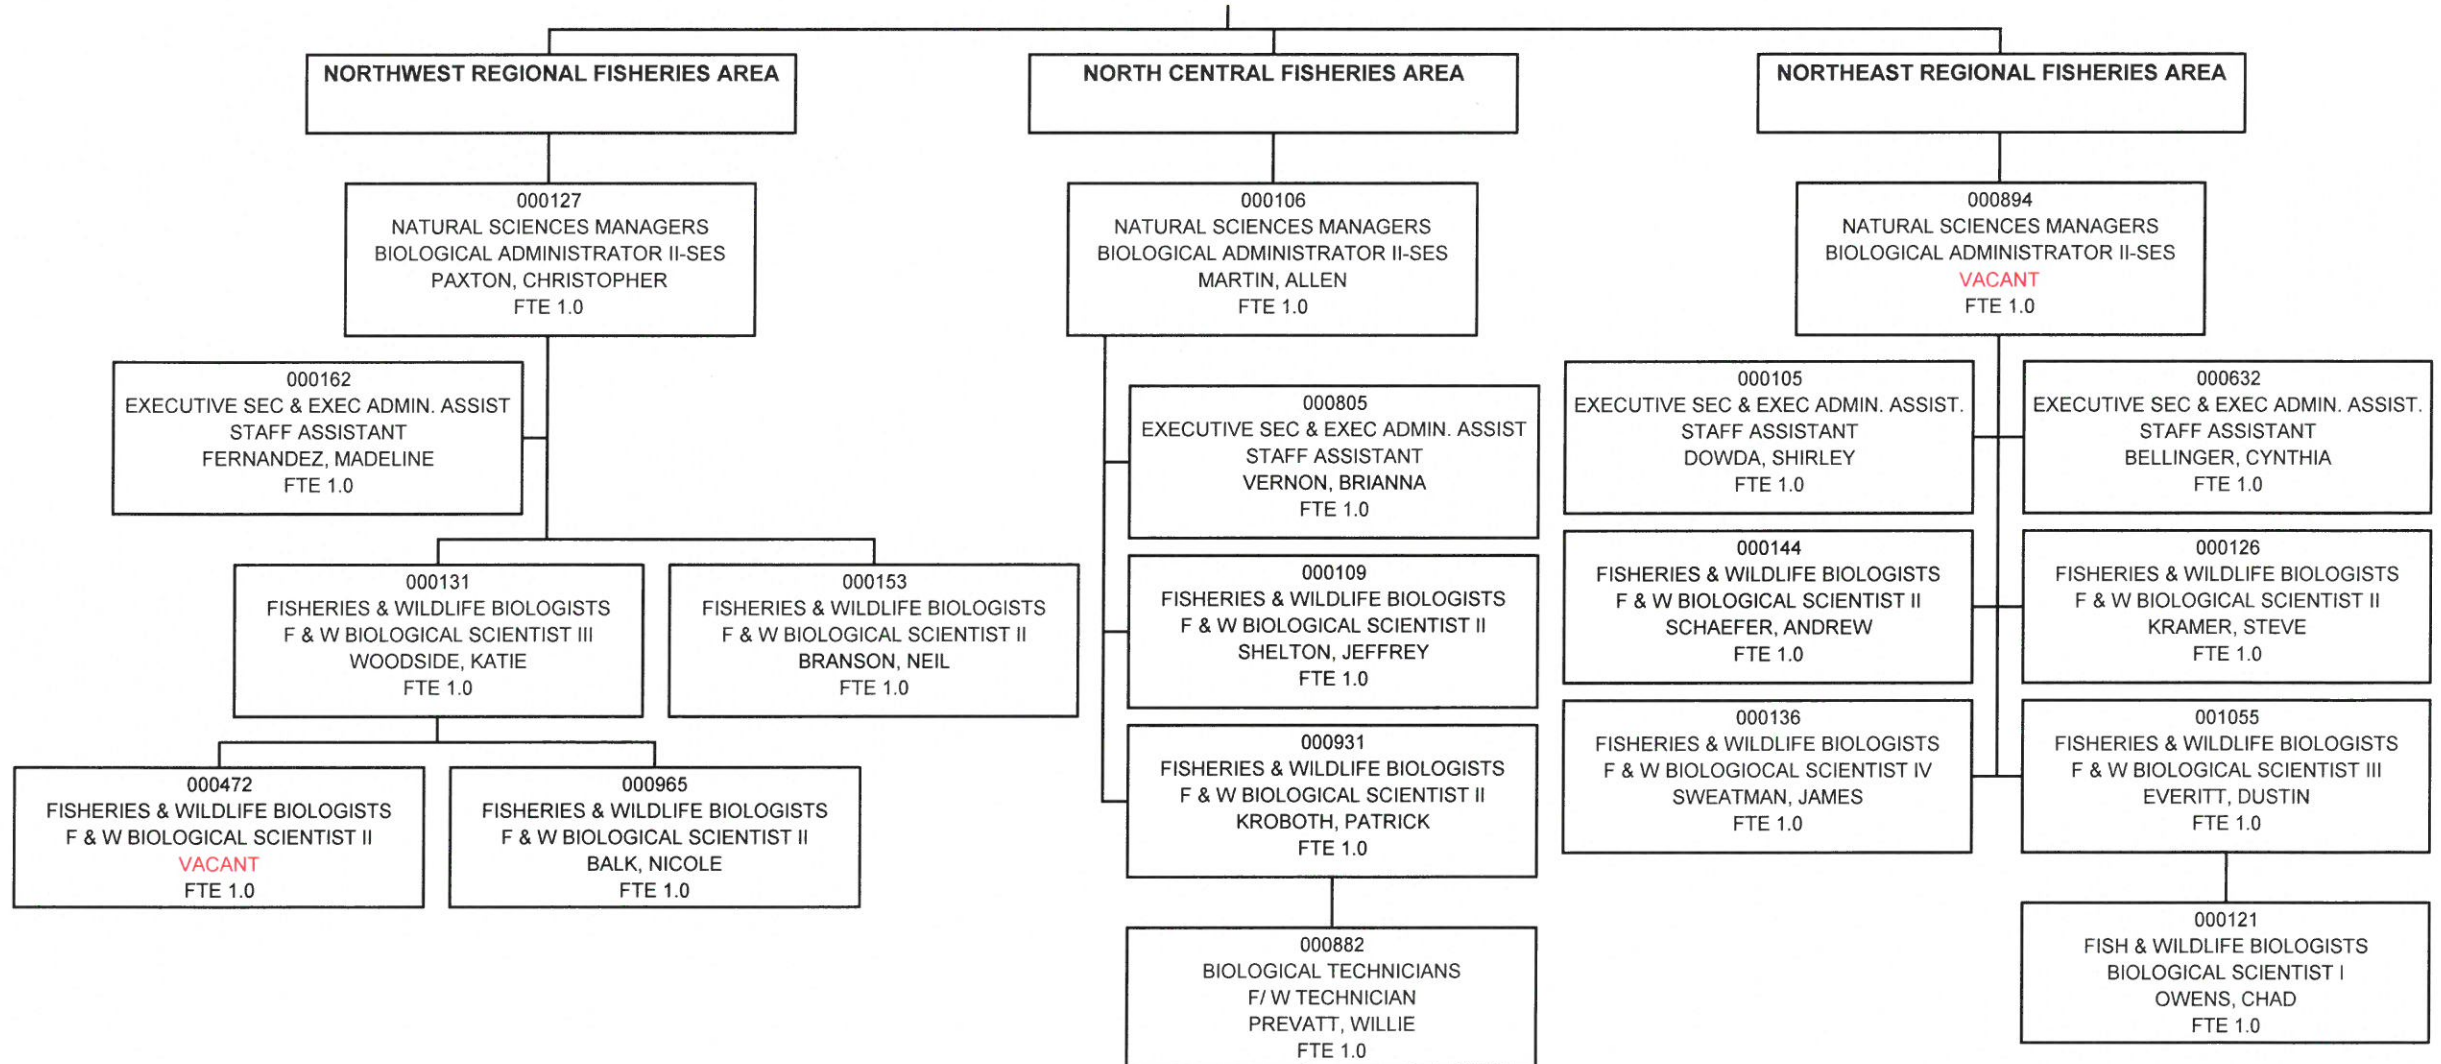 NORTHWEST REGIONAL FISHERIES AREA
000127
NATURAL SCIENCES MANAGERS
BIOLOGICAL ADMINISTRATOR II-SES
PAXTON, CHRISTOPHER
FTE 1.0
000162
EXECUTIVE SEC & EXEC ADMIN. ASSIST
STAFF ASSISTANT
FERNANDEZ, MADELINE
FTE 1.0
000131
FISHERIES & WILDLIFE BIOLOGISTS
F & W BIOLOGICAL SCIENTIST III
WOODSIDE, KATIE
FTE 1.0
000153
FISHERIES & WILDLIFE BIOLOGISTS
F & W BIOLOGICAL SCIENTIST II
BRANSON, NEIL
FTE 1.0
000472
FISHERIES & WILDLIFE BIOLOGISTS
F & W BIOLOGICAL SCIENTIST II
VACANT
FTE 1.0
000965
FISHERIES & WILDLIFE BIOLOGISTS
F & W BIOLOGICAL SCIENTIST II
BALK, NICOLE
FTE 1.0
NORTH CENTRAL FISHERIES AREA
000106
NATURAL SCIENCES MANAGERS
BIOLOGICAL ADMINISTRATOR II-SES
MARTIN, ALLEN
FTE 1.0
000805
EXECUTIVE SEC & EXEC ADMIN. ASSIST
STAFF ASSISTANT
VERNON, BRIANNA
FTE 1.0
000109
FISHERIES & WILDLIFE BIOLOGISTS
F & W BIOLOGICAL SCIENTIST II
SHELTON, JEFFREY
FTE 1.0
000931
FISHERIES & WILDLIFE BIOLOGISTS
F & W BIOLOGICAL SCIENTIST II
KROBOTH, PATRICK
FTE 1.0
000882
BIOLOGICAL TECHNICIANS
F/ W TECHNICIAN
PREVATT, WILLIE
FTE 1.0
NORTHEAST REGIONAL FISHERIES AREA
000894
NATURAL SCIENCES MANAGERS
BIOLOGICAL ADMINISTRATOR II-SES
VACANT
FTE 1.0
000105
EXECUTIVE SEC & EXEC ADMIN. ASSIST.
STAFF ASSISTANT
DOWDA, SHIRLEY
FTE 1.0
000632
EXECUTIVE SEC & EXEC ADMIN. ASSIST.
STAFF ASSISTANT
BELLINGER, CYNTHIA
FTE 1.0
000144
FISHERIES & WILDLIFE BIOLOGISTS
F & W BIOLOGICAL SCIENTIST II
SCHAEFER, ANDREW
FTE 1.0
000126
FISHERIES & WILDLIFE BIOLOGISTS
F & W BIOLOGICAL SCIENTIST II
KRAMER, STEVE
FTE 1.0
000136
FISHERIES & WILDLIFE BIOLOGISTS
F & W BIOLOGIOCAL SCIENTIST IV
SWEATMAN, JAMES
FTE 1.0
001055
FISHERIES & WILDLIFE BIOLOGISTS
F & W BIOLOGICAL SCIENTIST III
EVERITT, DUSTIN
FTE 1.0
000121
FISH & WILDLIFE BIOLOGISTS
BIOLOGICAL SCIENTIST I
OWENS, CHAD
FTE 1.0